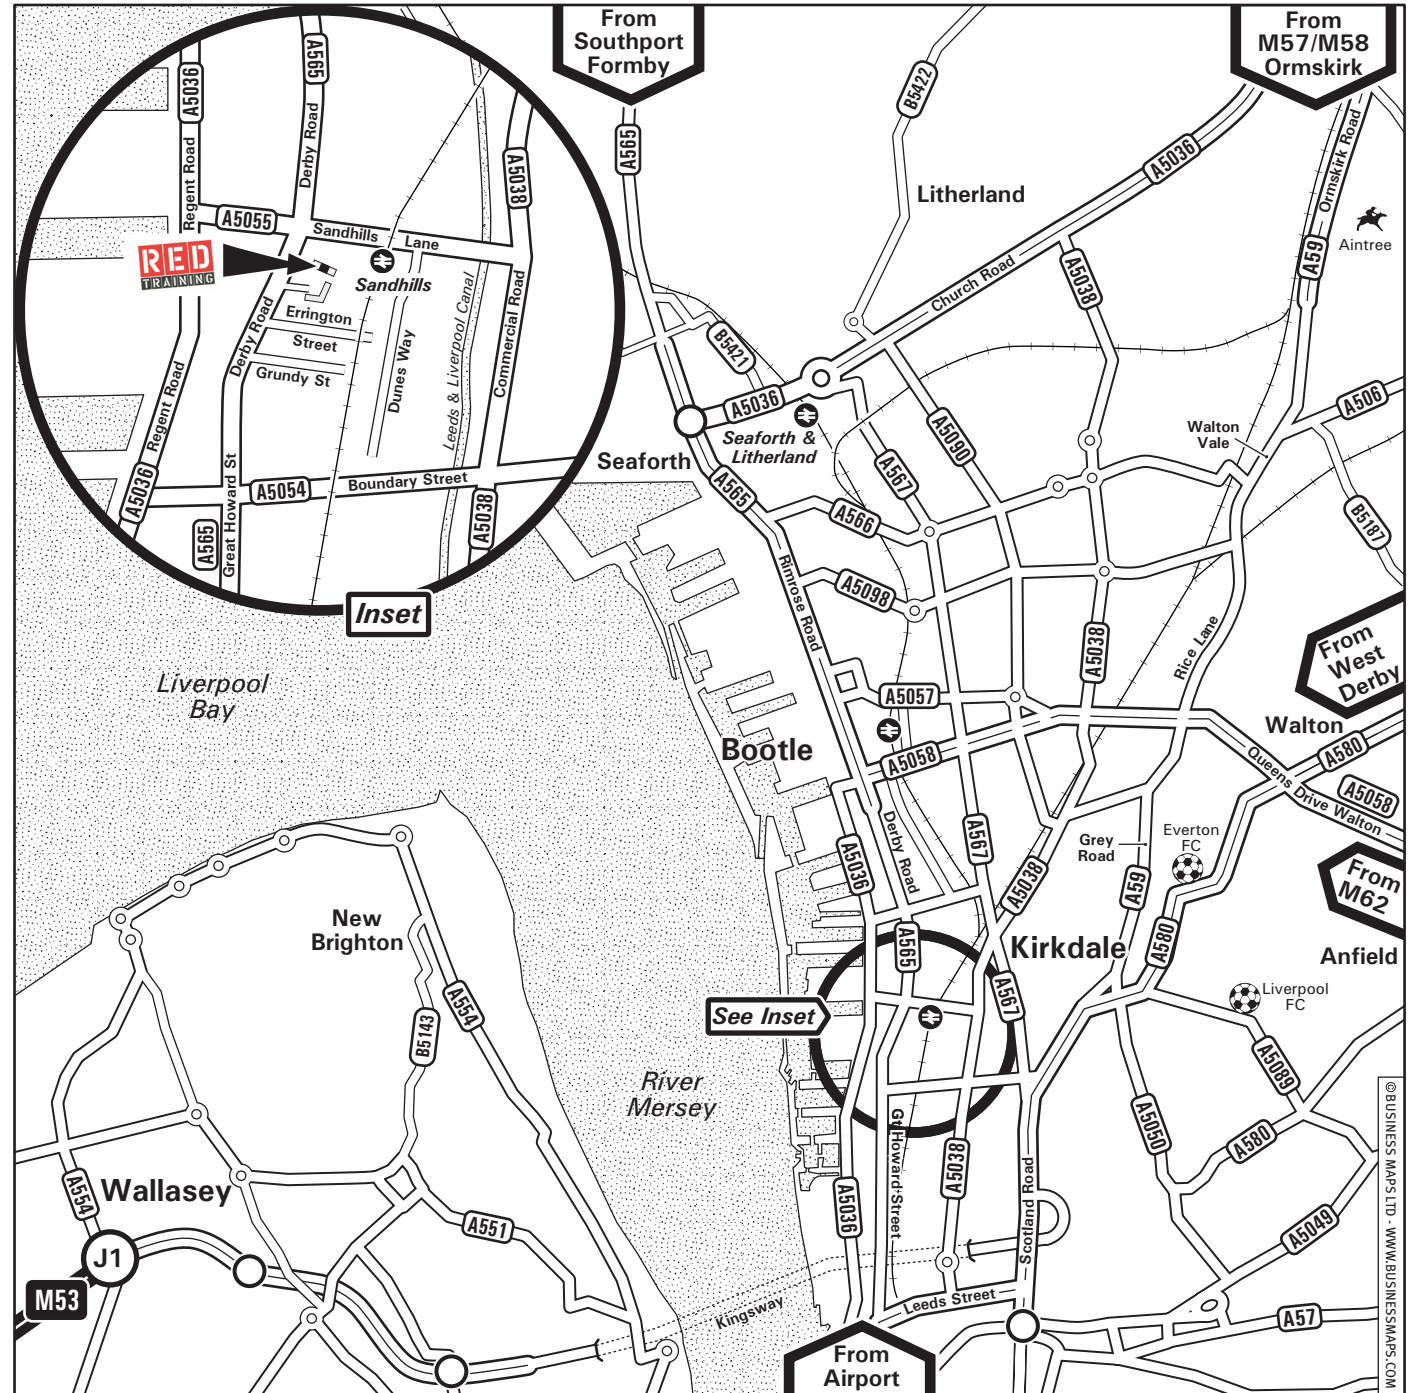 From
Southport
Formby
From
M57/M58
Ormskirk
A5036
A565
Regent Road
Derby Road
A5038
A5055
Sandhills Lane
RED
TRAINING
Sandhills
Errington
Street
Grundy St
Derby Road
Dunes Way
Leeds & Liverpool Canal
Commercial Road
Regent Road
A5036
A5054
Boundary Street
A565
Great Howard St
A5038
Inset
A565
B5422
A5036
Ormskirk Road
Litherland
Aintree
A59
A5038
Church Road
B5421
A5036
Seaforth &
Litherland
A5090
A506
Walton
Vale
Seaforth
A565
A567
A566
B5187
Rimrose Road
A5098
A5038
Rice Lane
From
West
Derby
Liverpool
Bay
A5057
Walton
Bootle
A5058
A580
Queens Drive Walton
A5058
Derby Road
A567
A5036
Grey
Road
Everton
FC
A5038
A59
From
M62
New
Brighton
A565
Kirkdale
A580
Anfield
A554
A567
Liverpool
FC
See Inset
B5143
River
Mersey
A5089
Gt Howard Street
A5050
A580
A5038
Wallasey
A554
A551
A5036
Scotland Road
A5049
J1
M53
Kingsway
Leeds Street
A57
From
Airport
© BUSINESS MAPS LTD - WWW.BUSINESSMAPS.COM